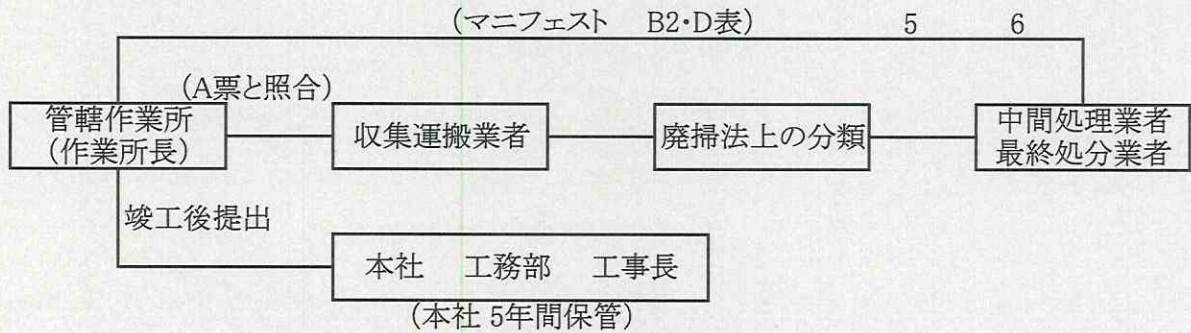 (マニフェスト B2・D表) 5 6
(A票と照合)
管轄作業所
(作業所長)
収集運搬業者
廃掃法上の分類
中間処理業者
最終処分業者
竣工後提出
本社 工務部 工事長
(本社 5年間保管)